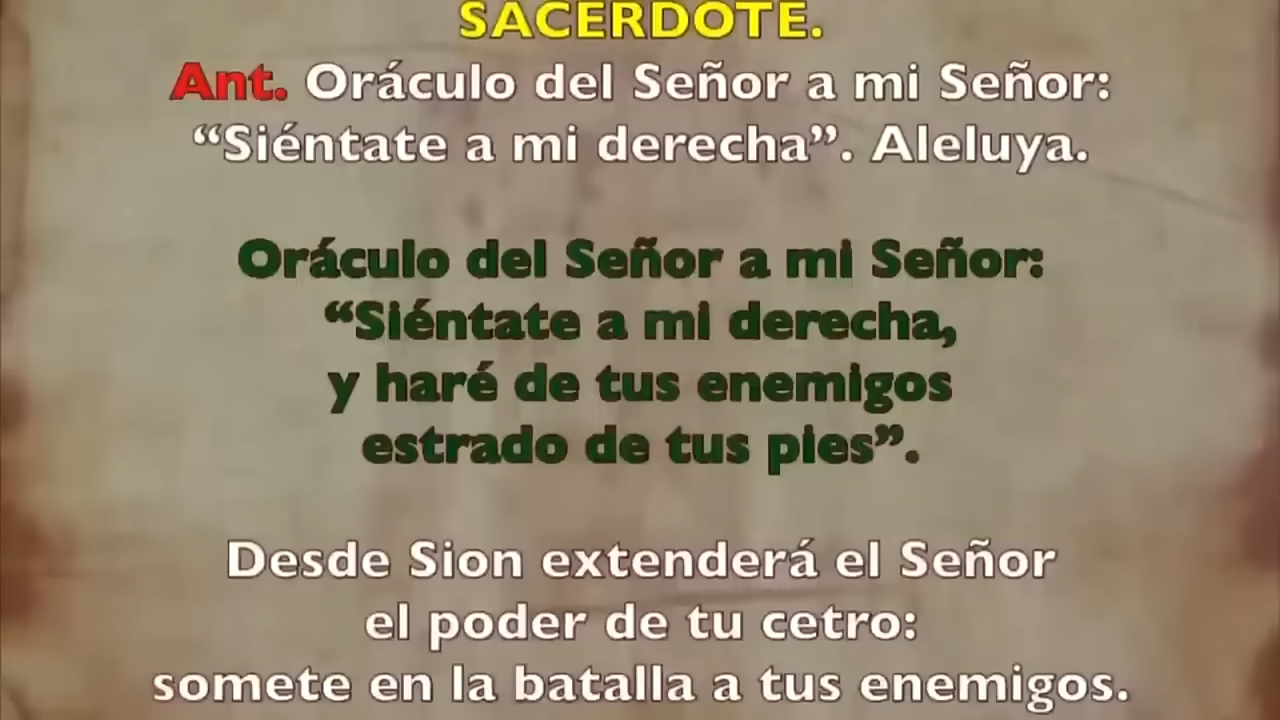 SACERDOTE.
Ant. Oráculo del Señor a mi Señor:
“Siéntate a mi derecha”. Aleluya.
Oráculo del Señor a mi Señor:
“Siéntate a mi derecha,
y haré de tus enemigos
estrado de tus pies”.
Desde Sion extenderá el Señor
el poder de tu cetro:
somete en la batalla a tus enemigos.